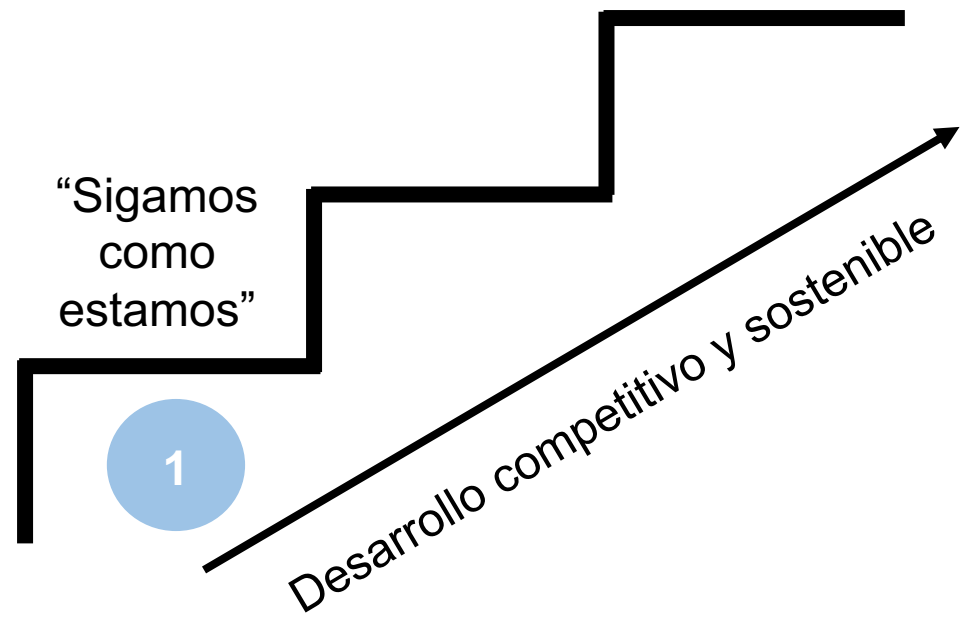 “Sigamos
como
estamos”
1
Desarrollo competitivo y sostenible